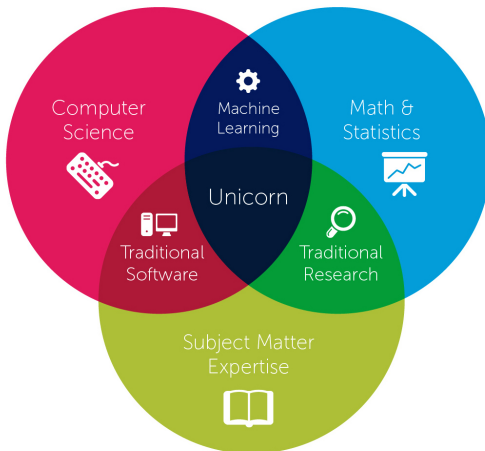 Computer
Science
Machine
Learning
Math &
Statistics
Unicorn
Traditional
Software
Traditional
Research
Subject Matter
Expertise